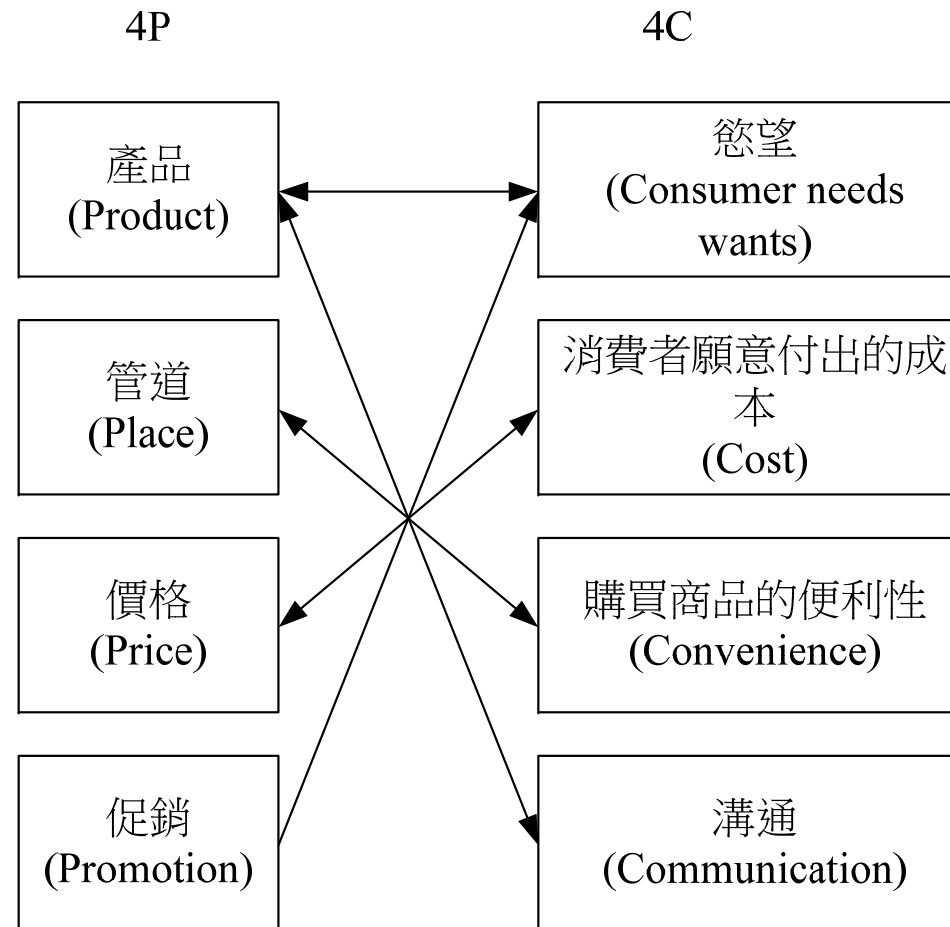 4P
4C
產品
(Product)
慾望
(Consumer needs
wants)
管道
(Place)
消費者願意付出的成
本
(Cost)
價格
(Price)
購買商品的便利性
(Convenience)
促銷
(Promotion)
溝通
(Communication)